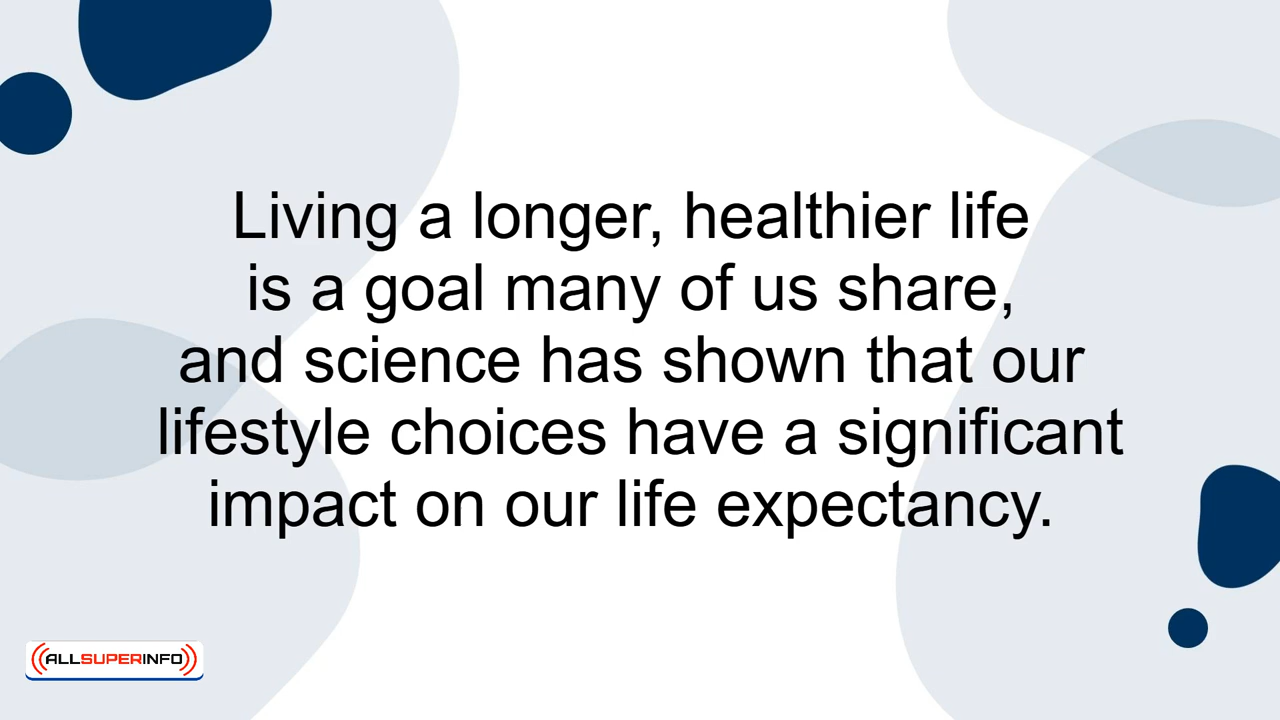 Living a longer, healthier life
is a goal many of us share,
and science has shown that our
lifestyle choices have a significant
impact on our life expectancy.
ALLSUPERINFO